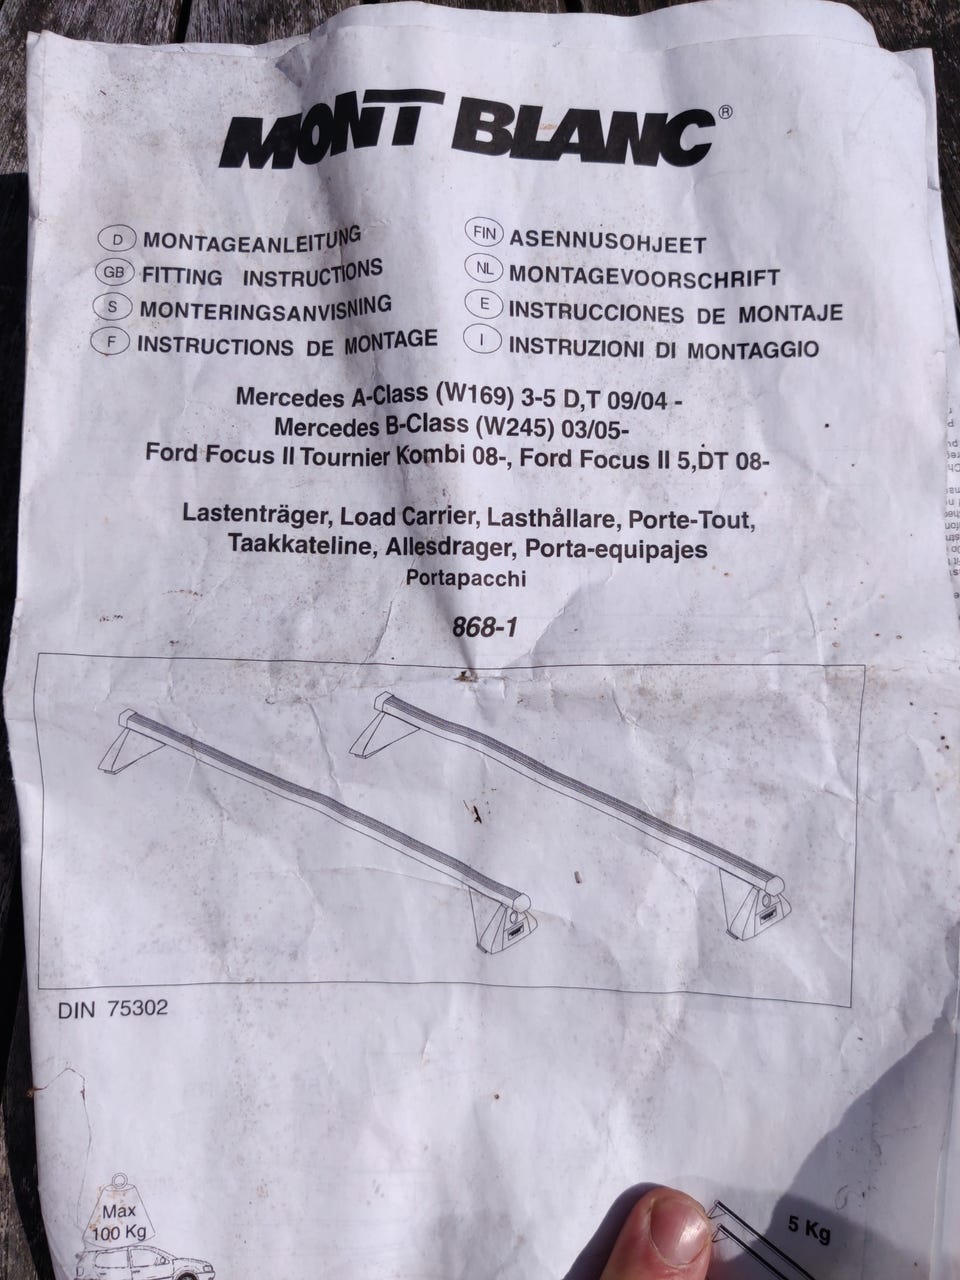 MONT BLANC®
D MONTAGEANLEITUNG
GB FITTING INSTRUCTIONS
S MONTERINGSANVISNING
F INSTRUCTIONS DE MONTAGE
FIN ASENNUSOHJEET
NL MONTAGEVOORSCHRIFT
E INSTRUCCIONES DE MONTAJE
I INSTRUZIONI DI MONTAGGIO
Mercedes A-Class (W169) 3-5 D,T 09/04 -
Mercedes B-Class (W245) 03/05-
Ford Focus II Tournier Kombi 08-, Ford Focus II 5,DT 08-
Lastenträger, Load Carrier, Lasthållare, Porte-Tout,
Taakkateline, Allesdrager, Porta-equipajes
Portapacchi
868-1
DIN 75302
Max
100 Kg
5 Kg